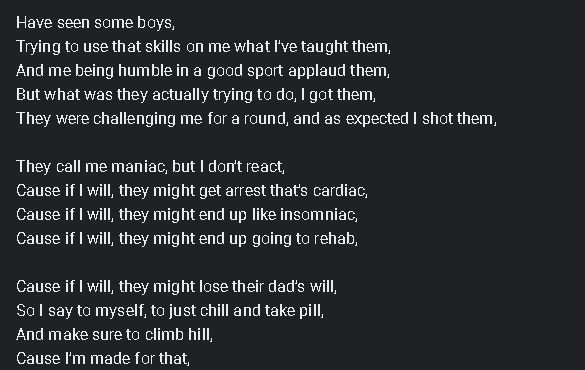 Have seen some boys,
Trying to use that skills on me what I've taught them,
And me being humble in a good sport applaud them,
But what was they actually trying to do, I got them,
They were challenging me for a round, and as expected I shot them,

They call me maniac, but I don't react,
Cause if I will, they might get arrest that's cardiac,
Cause if I will, they might end up like insomniac,
Cause if I will, they might end up going to rehab,

Cause if I will, they might lose their dad's will,
So I say to myself, to just chill and take pill,
And make sure to climb hill,
Cause I'm made for that,